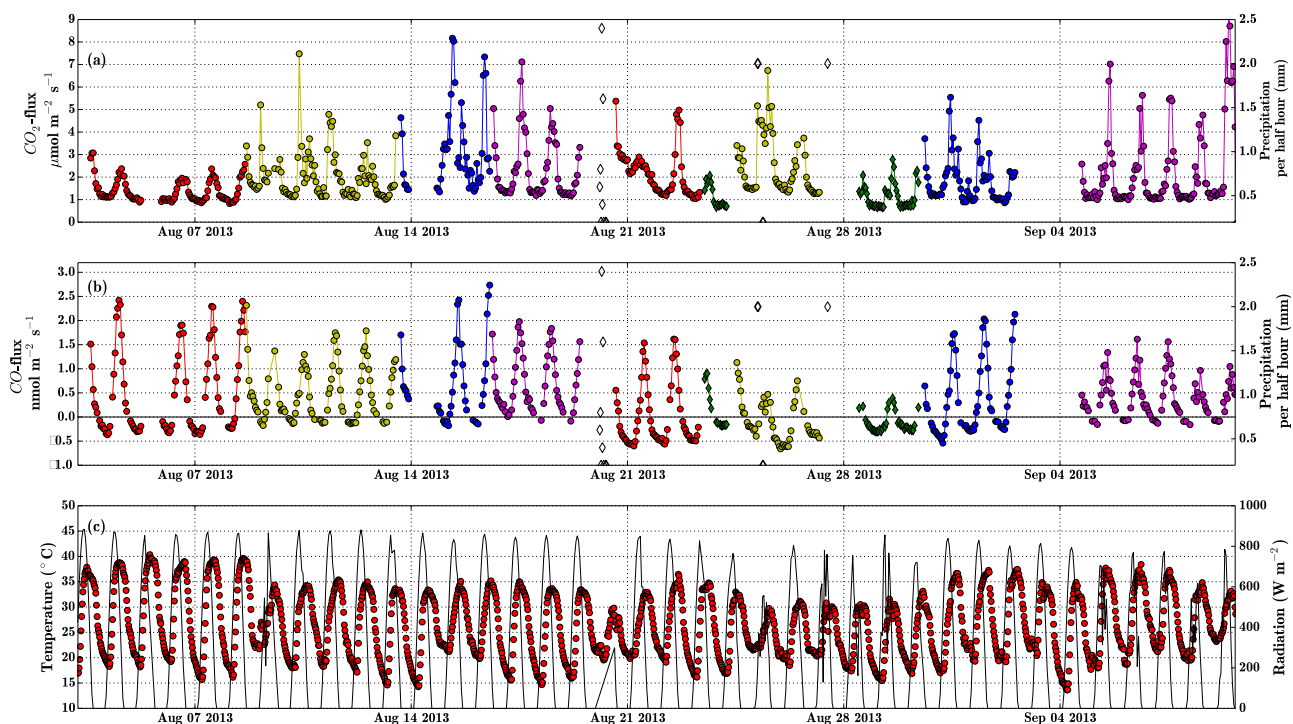 (a)
CO₂-flux
μmol m⁻² s⁻¹
9
8
7
6
5
4
3
2
1
0
2.5
2.0
1.5
1.0
0.5
Precipitation
per half hour (mm)
Aug 07 2013
Aug 14 2013
Aug 21 2013
Aug 28 2013
Sep 04 2013
(b)
CO-flux
nmol m⁻² s⁻¹
3.0
2.5
2.0
1.5
1.0
0.5
0.0
□0.5
□1.0
2.5
2.0
1.5
1.0
0.5
Precipitation
per half hour (mm)
Aug 07 2013
Aug 14 2013
Aug 21 2013
Aug 28 2013
Sep 04 2013
(c)
Temperature (°C)
50
45
40
35
30
25
20
15
10
1000
800
600
400
200
0
Radiation (W m⁻²)
Aug 07 2013
Aug 14 2013
Aug 21 2013
Aug 28 2013
Sep 04 2013